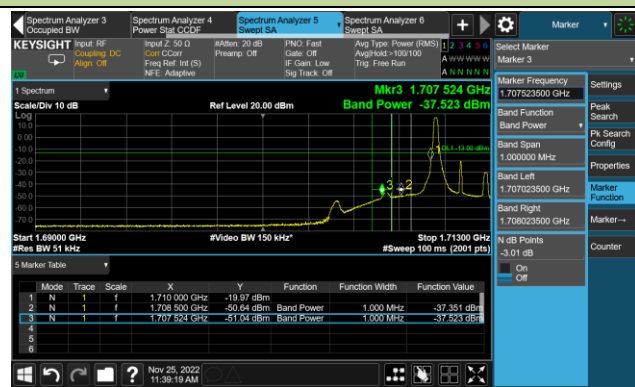 Spectrum Analyzer 3
Occupied BW
Spectrum Analyzer 4
Power Stat CCDF
Spectrum Analyzer 5
Swept SA
Spectrum Analyzer 6
Swept SA
+
Marker
KEYSIGHT
Input: RF
Coupling: DC
Align: Off
Input Z: 50 Ω
Corr CCorr
Freq Ref: Int (S)
NFE: Adaptive
#Atten: 20 dB
Preamp: Off
PNO: Fast
Gate: Off
IF Gain: Low
Sig Track: Off
Avg Type: Power (RMS)
Avg|Hold:>100/100
Trig: Free Run
1 2 3 4 5 6
A W W W W W
A N N N N N
Select Marker
Marker 3
1 Spectrum
Mkr3 1.707 524 GHz
Scale/Div 10 dB
Ref Level 20.00 dBm
Band Power -37.523 dBm
Log
10.0
0.00
-10.0
-20.0
-30.0
-40.0
-50.0
-60.0
-70.0
DL1 -13.00 dBm
1
3
2
Start 1.69000 GHz
#Video BW 150 kHz*
Stop 1.71300 GHz
#Res BW 51 kHz
#Sweep 100 ms (2001 pts)
5 Marker Table
Mode Trace Scale X Y Function Function Width Function Value
1 N 1 f 1.710 000 GHz -19.97 dBm
2 N 1 f 1.708 500 GHz -50.64 dBm Band Power 1.000 MHz -37.351 dBm
3 N 1 f 1.707 524 GHz -51.04 dBm Band Power 1.000 MHz -37.523 dBm
4
5
6
Marker Frequency
1.707523500 GHz
Band Function
Band Power
Band Span
1.000000 MHz
Band Left
1.707023500 GHz
Band Right
1.708023500 GHz
N dB Points
-3.01 dB
On
Off
Settings
Peak
Search
Pk Search
Config
Properties
Marker
Function
Marker→
Counter
?
Nov 25, 2022
11:39:19 AM